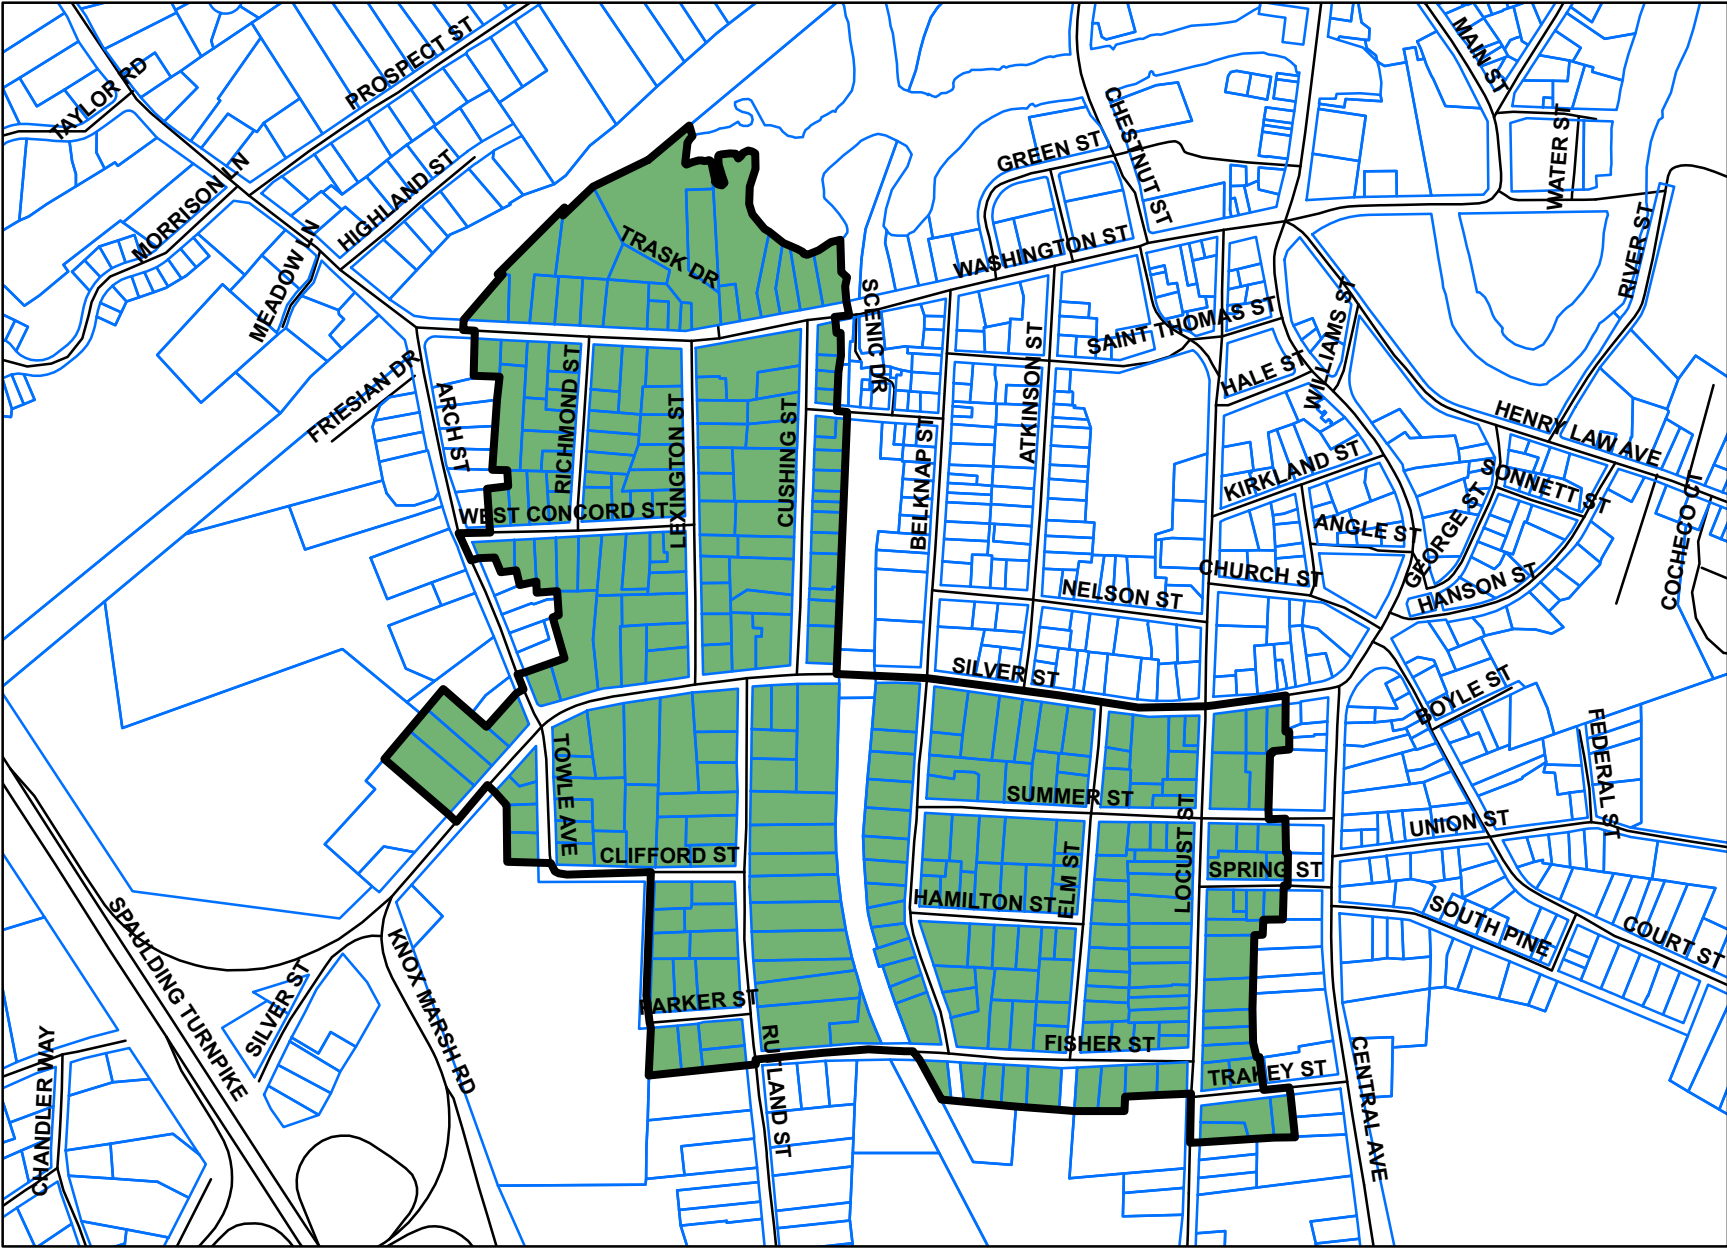 TAYLOR RD
PROSPECT ST
MAIN ST
CHESTNUT ST
WATER ST
GREEN ST
MORRISON LN
HIGHLAND ST
MEADOW LN
TRASK DR
WASHINGTON ST
RIVER ST
SCENIC DR
SAINT THOMAS ST
WILLIAMS ST
ATKINSON ST
HALE ST
FRIESIAN DR
ARCH ST
RICHMOND ST
LEXINGTON ST
CUSHING ST
BELKNAP ST
HENRY LAW AVE
KIRKLAND ST
SONNETT ST
WEST CONCORD ST
ANGLE ST
GEORGE ST
COCHECO CT
CHURCH ST
NELSON ST
HANSON ST
SILVER ST
BOYLE ST
FEDERAL ST
TOWLE AVE
SUMMER ST
LOCUST ST
UNION ST
CLIFFORD ST
ELM ST
SPRING ST
HAMILTON ST
SOUTH PINE
COURT ST
SPAULDING TURNPIKE
SILVER ST
KNOX MARSH RD
PARKER ST
RUTLAND ST
FISHER ST
TRAKEY ST
CENTRAL AVE
CHANDLER WAY